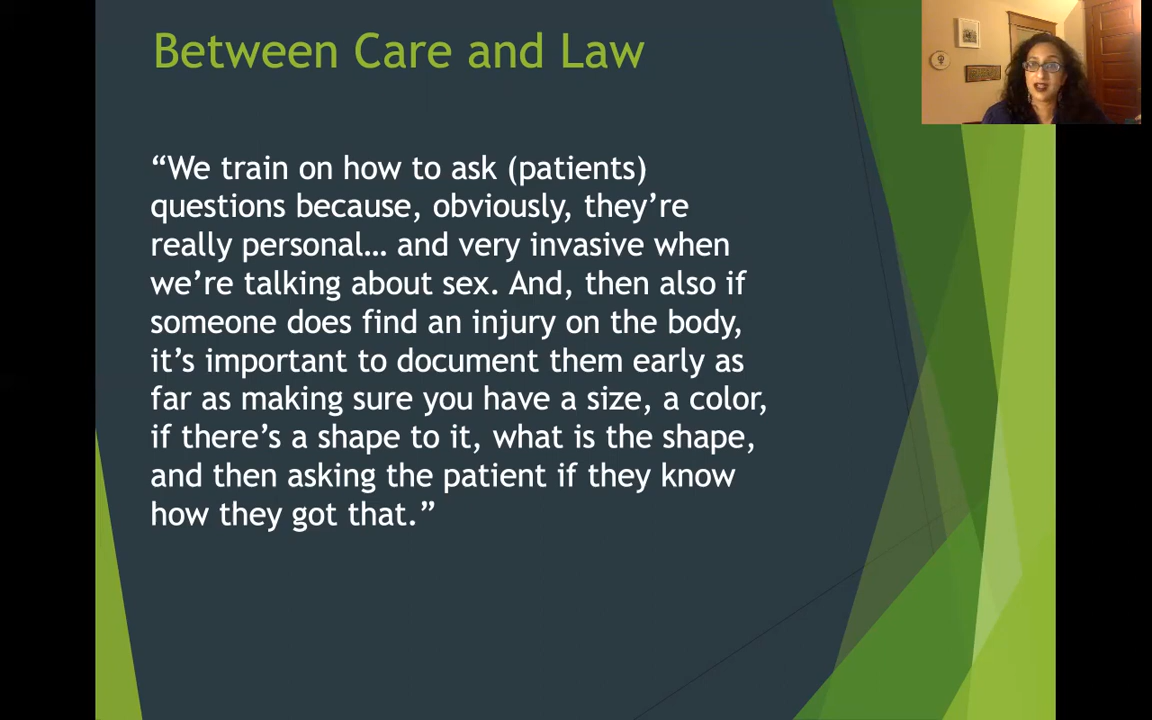 Between Care and Law
“We train on how to ask (patients)
questions because, obviously, they’re
really personal… and very invasive when
we’re talking about sex. And, then also if
someone does find an injury on the body,
it’s important to document them early as
far as making sure you have a size, a color,
if there’s a shape to it, what is the shape,
and then asking the patient if they know
how they got that.”